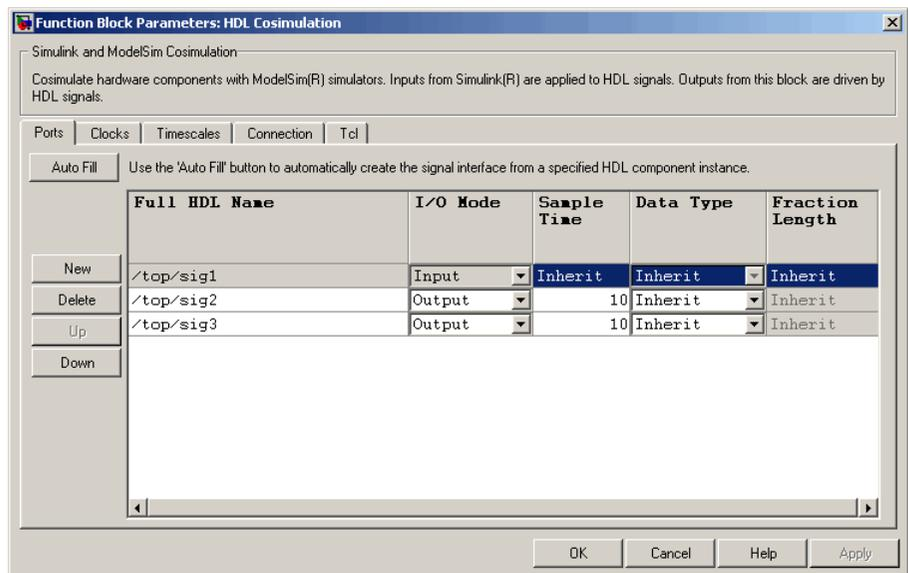 Function Block Parameters: HDL Cosimulation
Simulink and ModelSim Cosimulation
Cosimulate hardware components with ModelSim(R) simulators. Inputs from Simulink(R) are applied to HDL signals. Outputs from this block are driven by
HDL signals.
Ports Clocks Timescales Connection Tcl
Auto Fill Use the 'Auto Fill' button to automatically create the signal interface from a specified HDL component instance.
Full HDL Name I/O Mode Sample Time Data Type Fraction Length
New
/top/sig1 Input Inherit Inherit Inherit
Delete
/top/sig2 Output 10 Inherit Inherit
Up
/top/sig3 Output 10 Inherit Inherit
Down
OK Cancel Help Apply